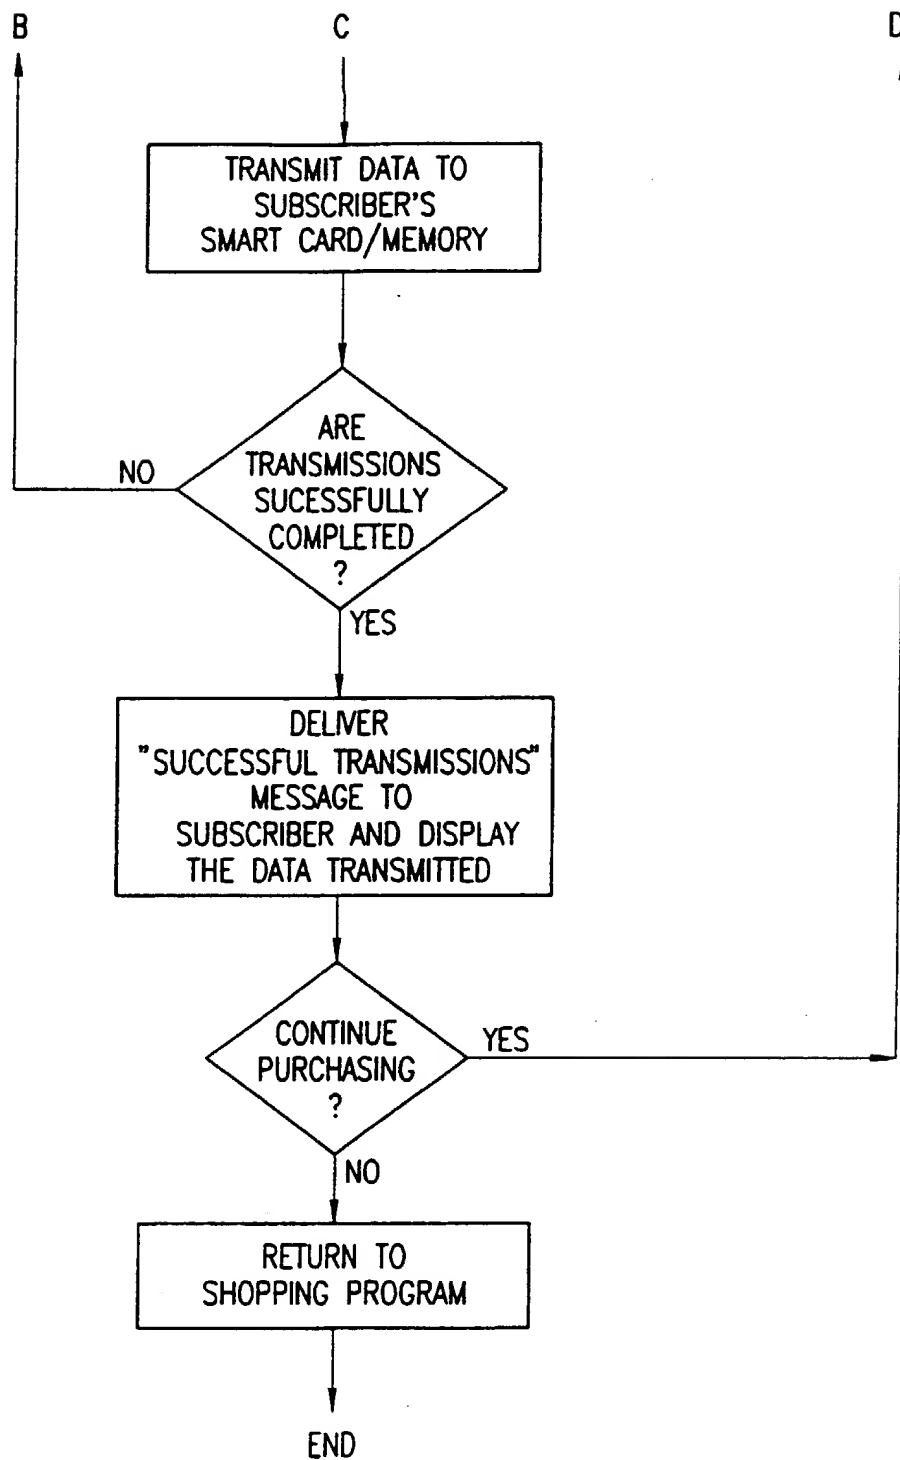 B
C
D
TRANSMIT DATA TO
SUBSCRIBER'S
SMART CARD/MEMORY
ARE
TRANSMISSIONS
SUCESSFULLY
COMPLETED
?
NO
YES
DELIVER
"SUCCESSFUL TRANSMISSIONS"
MESSAGE TO
SUBSCRIBER AND DISPLAY
THE DATA TRANSMITTED
CONTINUE
PURCHASING
?
YES
NO
RETURN TO
SHOPPING PROGRAM
END